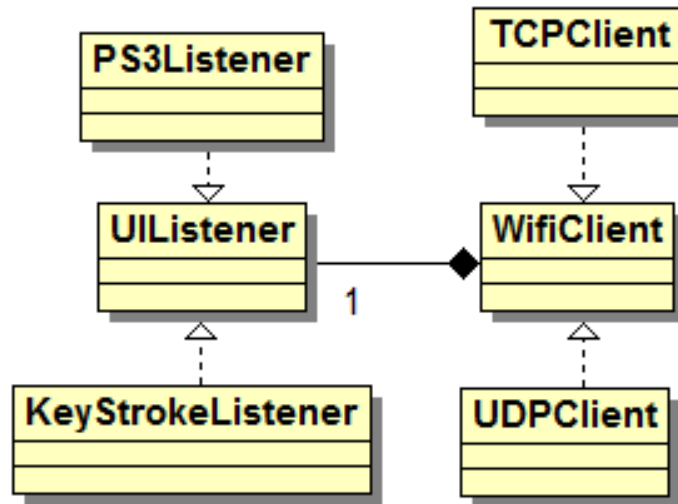 PS3Listener
TCPClient
UIListener
WifiClient
1
KeyStrokeListener
UDPClient